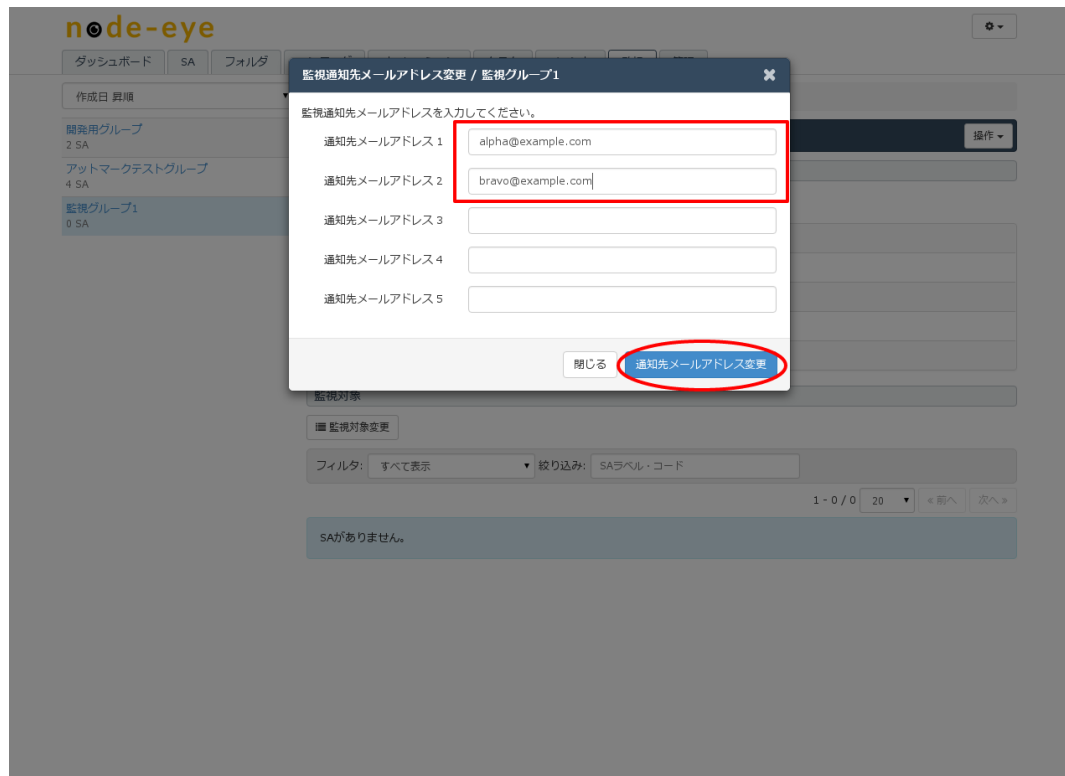 node-eye
ダッシュボード SA フォルダ
監視通知先メールアドレス変更 / 監視グループ1
作成日 昇順
監視通知先メールアドレスを入力してください。
開発用グループ
2 SA
通知先メールアドレス 1 alpha@example.com
操作
アットマークテストグループ
4 SA
通知先メールアドレス 2 bravo@example.com
監視グループ1
0 SA
通知先メールアドレス 3
通知先メールアドレス 4
通知先メールアドレス 5
閉じる 通知先メールアドレス変更
監視対象
監視対象変更
フィルタ: すべて表示 絞り込み: SAラベル・コード
1 - 0 / 0 20 «前へ 次へ»
SAがありません。